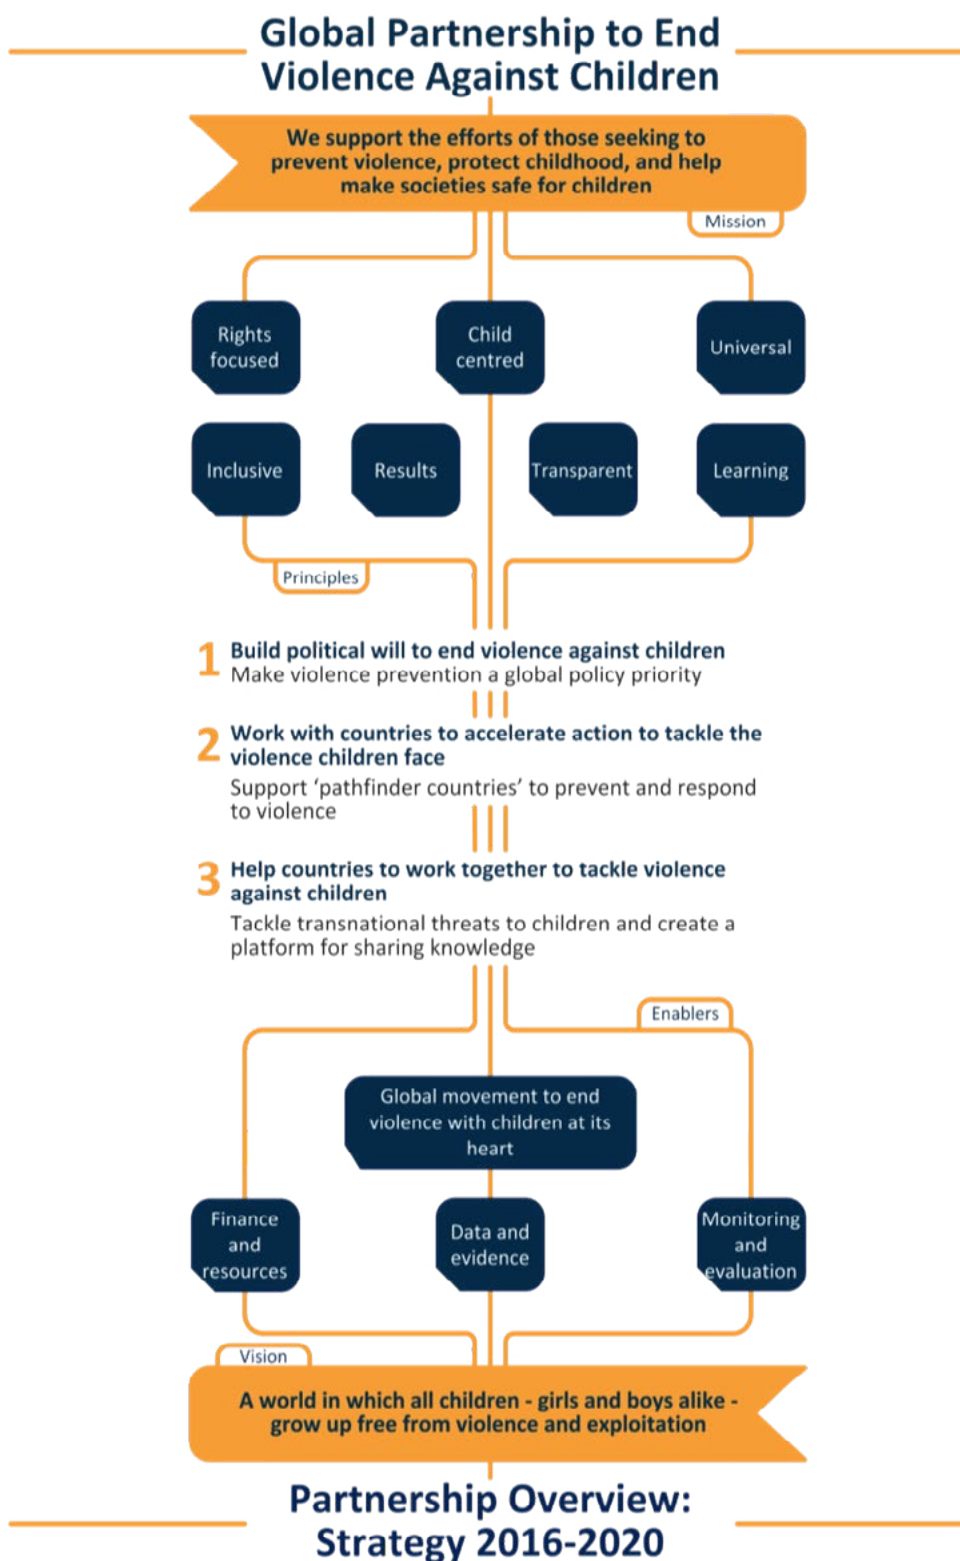 Global Partnership to End
Violence Against Children
We support the efforts of those seeking to
prevent violence, protect childhood, and help
make societies safe for children
Mission
Rights
focused
Child
centred
Universal
Inclusive
Results
Transparent
Learning
Principles
1
Build political will to end violence against children
Make violence prevention a global policy priority
2
Work with countries to accelerate action to tackle the
violence children face
Support ‘pathfinder countries’ to prevent and respond
to violence
3
Help countries to work together to tackle violence
against children
Tackle transnational threats to children and create a
platform for sharing knowledge
Enablers
Global movement to end
violence with children at its
heart
Finance
and
resources
Data and
evidence
Monitoring
and
evaluation
Vision
A world in which all children - girls and boys alike -
grow up free from violence and exploitation
Partnership Overview:
Strategy 2016-2020